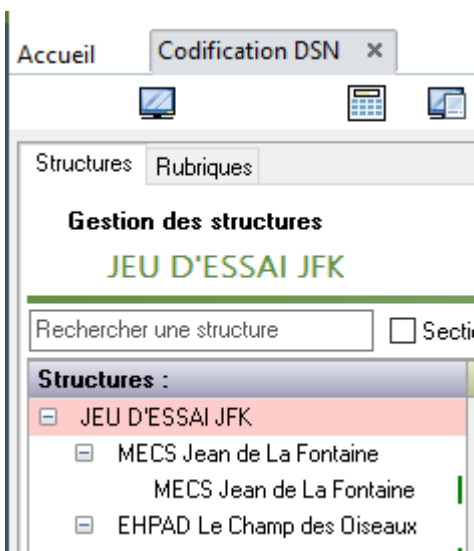 Accueil
Codification DSN
Structures Rubriques
Gestion des structures
JEU D'ESSAI JFK
Rechercher une structure
Secti
Structures :
JEU D'ESSAI JFK
MECS Jean de La Fontaine
MECS Jean de La Fontaine
EHPAD Le Champ des Oiseaux